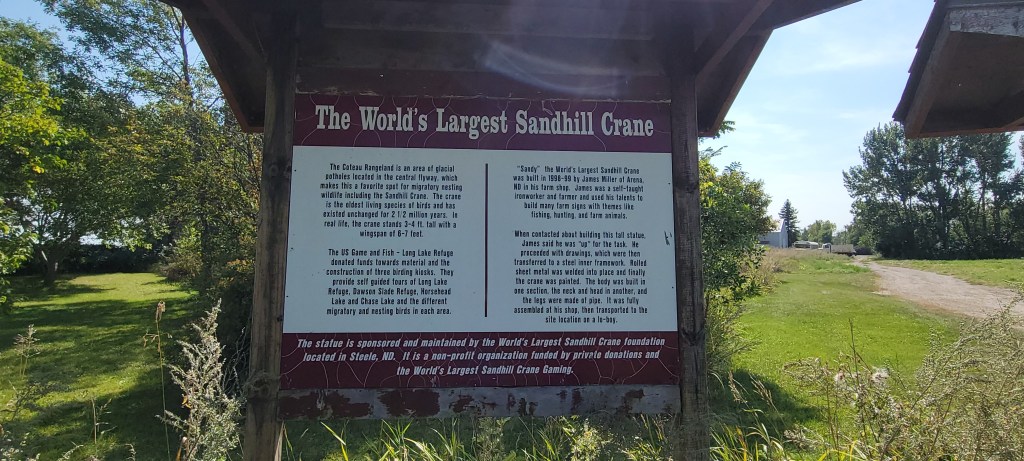 The World's Largest Sandhill Crane
The Coteau Rangeland is an area of glacial
potholes located in the central flyway, which
makes this a favorite spot for migratory nesting
wildlife including the Sandhill Crane. The crane
is the oldest living species of birds and has
existed unchanged for 2 1/2 million years. In
real life, the crane stands 3-4 ft. tall with a
wingspan of 6-7 feet.
The US Game and Fish - Long Lake Refuge
donated funds towards material and the
construction of three birding kiosks. They
provide self guided tours of Long Lake
Refuge, Dawson Slade Refuge, Horsehead
Lake and Chase Lake and the different
migratory and nesting birds in each area.
"Sandy" the World's Largest Sandhill Crane
was built in 1998-99 by James Miller of Arena,
ND in his farm shop. James was a self-taught
ironworker and farmer and used his talents to
build many farm signs with themes like
fishing, hunting, and farm animals.
When contacted about building this tall statue,
James said he was "up" for the task. He
proceeded with drawings, which were then
transferred to a steel inner framework. Rolled
sheet metal was welded into place and finally
the crane was painted. The body was built in
one section, the neck and head in another, and
the legs were made of pipe. It was fully
assembled at his shop, then transported to the
site location on a lo-boy.
The statue is sponsored and maintained by the World's Largest Sandhill Crane foundation
located in Steele, ND. It is a non-profit organization funded by private donations and
the World's Largest Sandhill Crane Gaming.